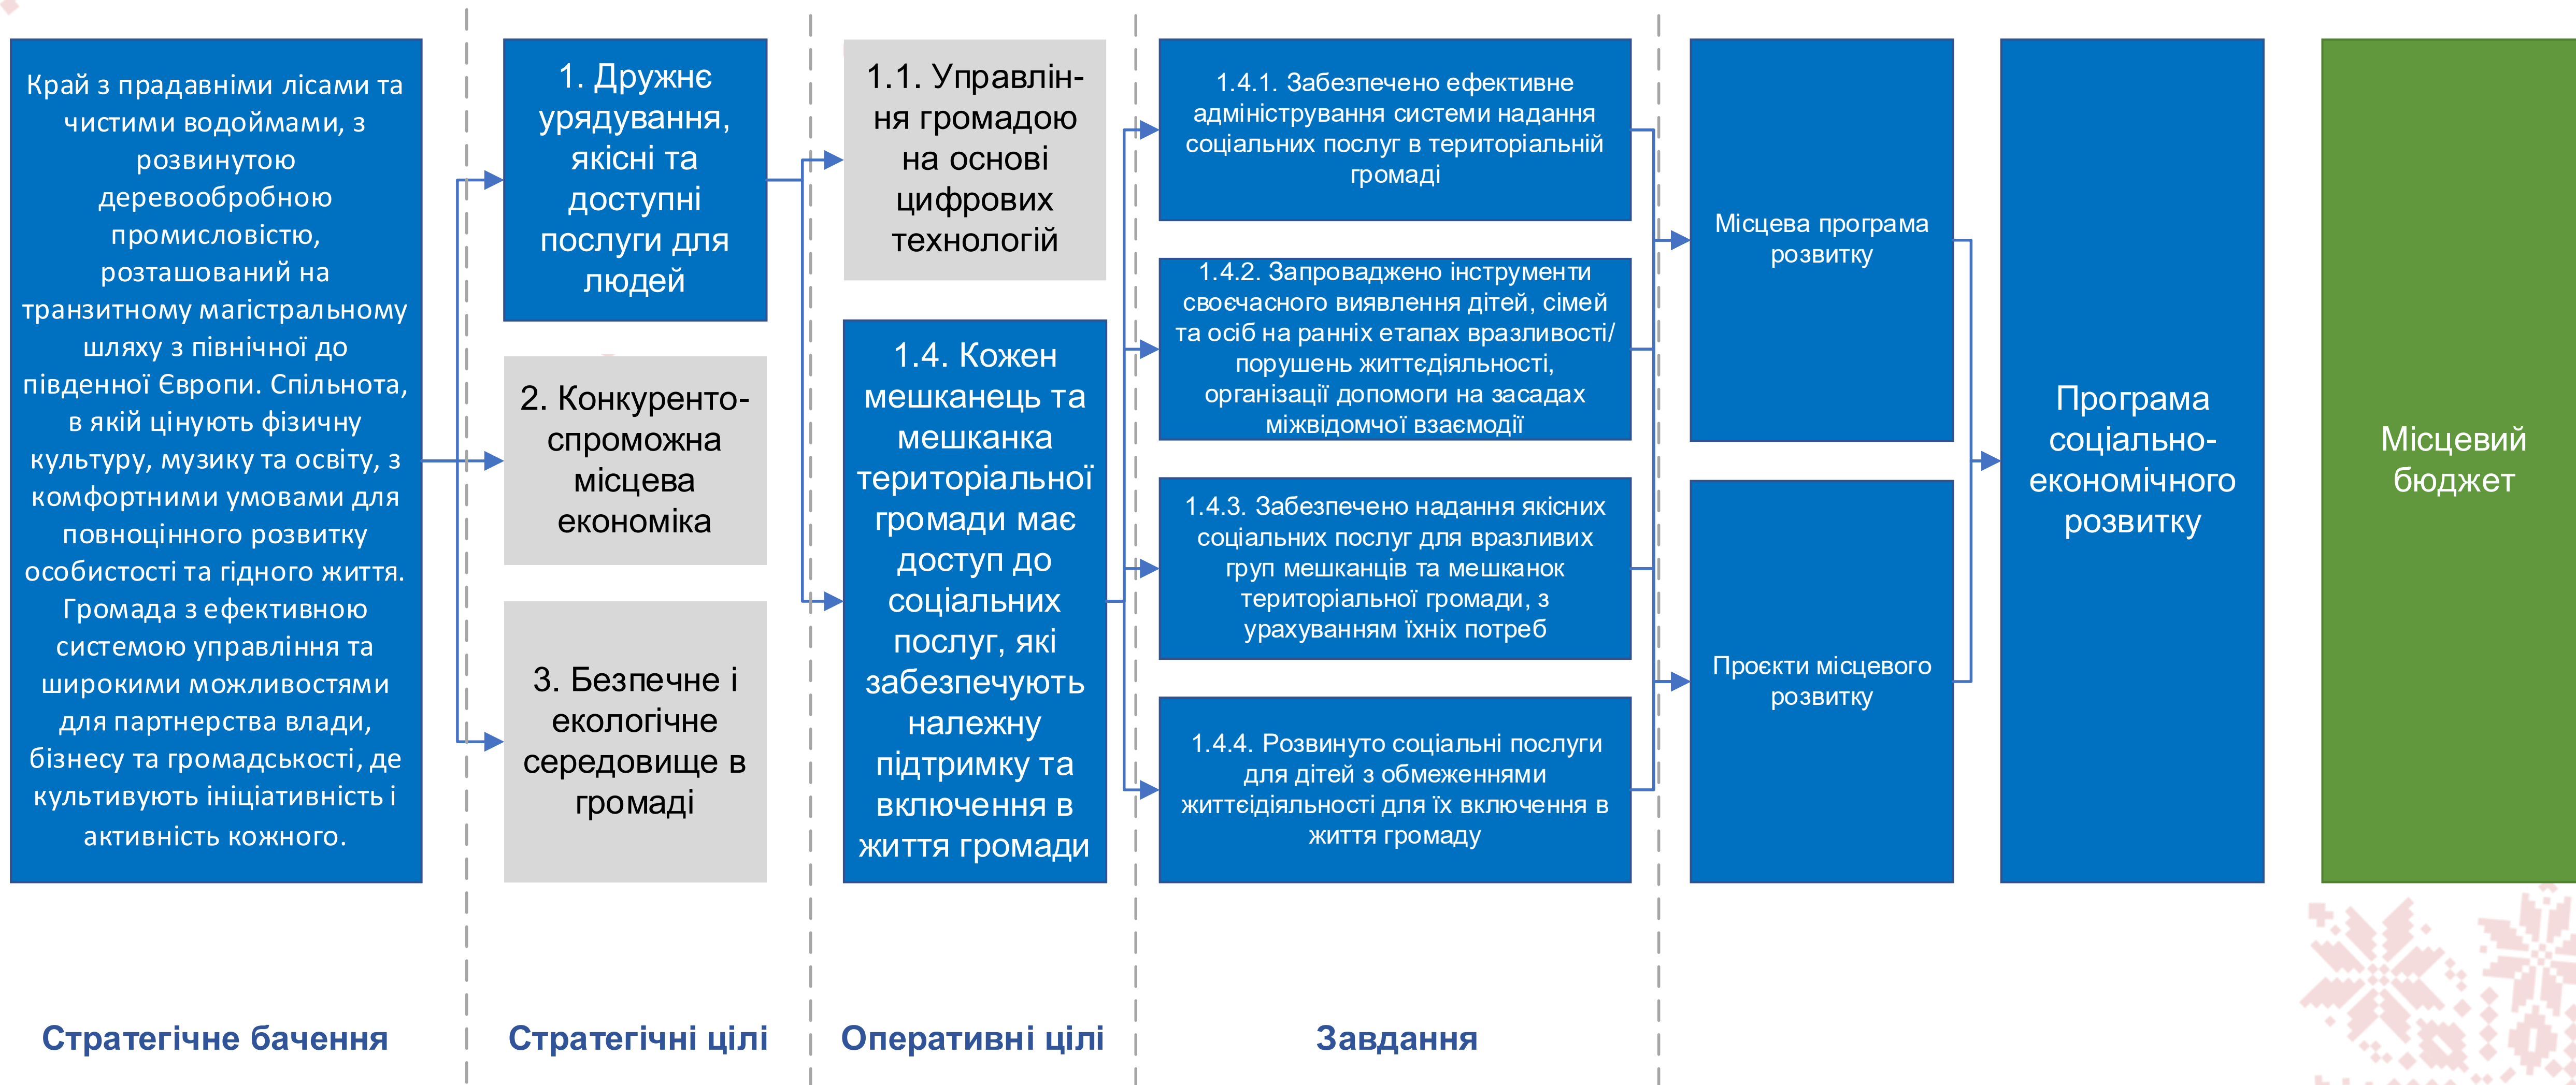 Край з прадавніми лісами та
чистими водоймами, з
розвинутою
деревообробною
промисловістю,
розташований на
транзитному магістральному
шляху з північної до
південної Європи. Спільнота,
в якій цінують фізичну
культуру, музику та освіту, з
комфортними умовами для
повноцінного розвитку
особистості та гідного життя.
Громада з ефективною
системою управління та
широкими можливостями
для партнерства влади,
бізнесу та громадськості, де
культивують ініціативність і
активність кожного.
1. Дружнє
урядування,
якісні та
доступні
послуги для
людей
2. Конкуренто-
спроможна
місцева
економіка
3. Безпечне і
екологічне
середовище в
громаді
1.1. Управлін-
ня громадою
на основі
цифрових
технологій
1.4. Кожен
мешканець та
мешканка
територіальної
громади має
доступ до
соціальних
послуг, які
забезпечують
належну
підтримку та
включення в
життя громади
1.4.1. Забезпечено ефективне
адміністрування системи надання
соціальних послуг в територіальній
громаді
1.4.2. Запроваджено інструменти
своєчасного виявлення дітей, сімей
та осіб на ранніх етапах вразливості/
порушень життєдіяльності,
організації допомоги на засадах
міжвідомчої взаємодії
1.4.3. Забезпечено надання якісних
соціальних послуг для вразливих
груп мешканців та мешканок
територіальної громади, з
урахуванням їхніх потреб
1.4.4. Розвинуто соціальні послуги
для дітей з обмеженнями
життєідіяльності для їх включення в
життя громаду
Місцева програма
розвитку
Проєкти місцевого
розвитку
Програма
соціально-
економічного
розвитку
Місцевий
бюджет
Стратегічне бачення
Стратегічні цілі
Оперативні цілі
Завдання